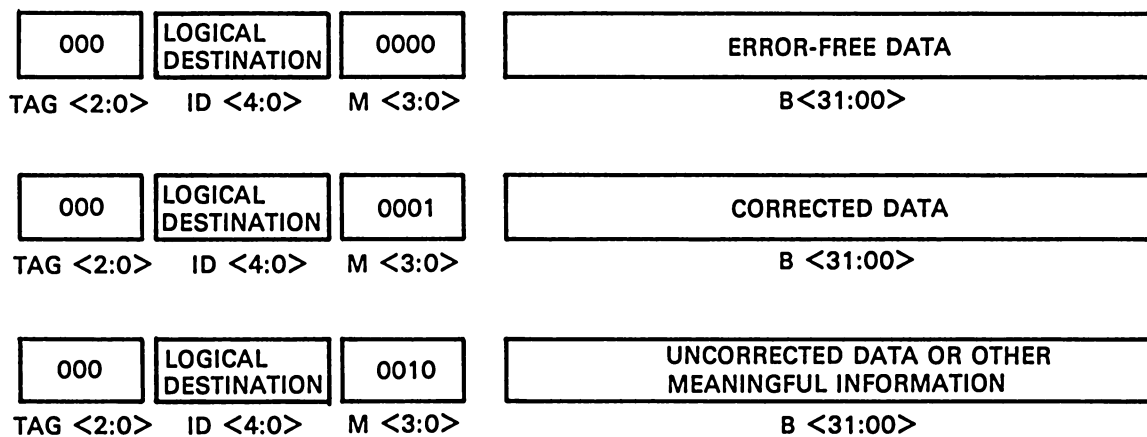 000 LOGICAL DESTINATION 0000 ERROR-FREE DATA
TAG <2:0> ID <4:0> M <3:0> B<31:00>
000 LOGICAL DESTINATION 0001 CORRECTED DATA
TAG <2:0> ID <4:0> M <3:0> B <31:00>
000 LOGICAL DESTINATION 0010 UNCORRECTED DATA OR OTHER MEANINGFUL INFORMATION
TAG <2:0> ID <4:0> M <3:0> B <31:00>